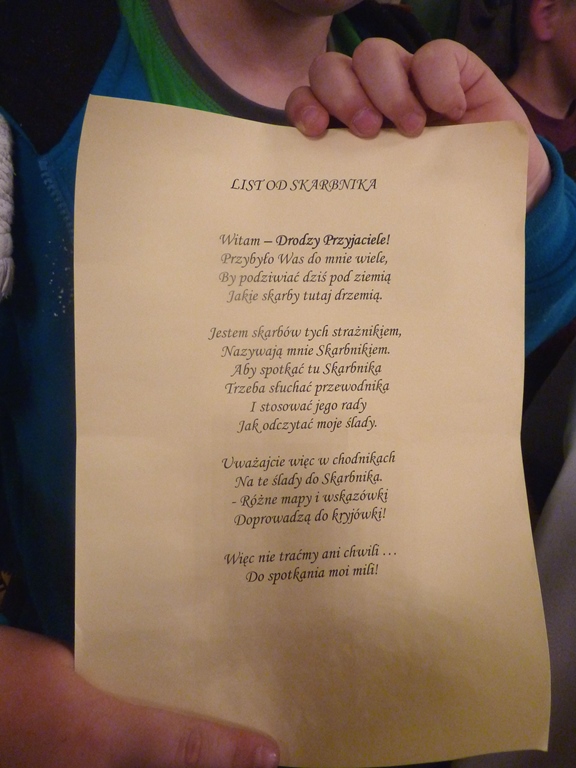 LIST OD SKARBNIKA
Witam – Drodzy Przyjaciele!
Przybyło Was do mnie wiele,
By podziwiać dziś pod ziemią
Jakie skarby tutaj drzemią.
Jestem skarbów tych strażnikiem,
Nazywają mnie Skarbnikiem.
Aby spotkać tu Skarbnika
Trzeba słuchać przewodnika
I stosować jego rady
Jak odczytać moje ślady.
Uważajcie więc w chodnikach
Na te ślady do Skarbnika.
- Różne mapy i wskazówki
Doprowadzą do kryjówki!
Więc nie traćmy ani chwili …
Do spotkania moi mili!